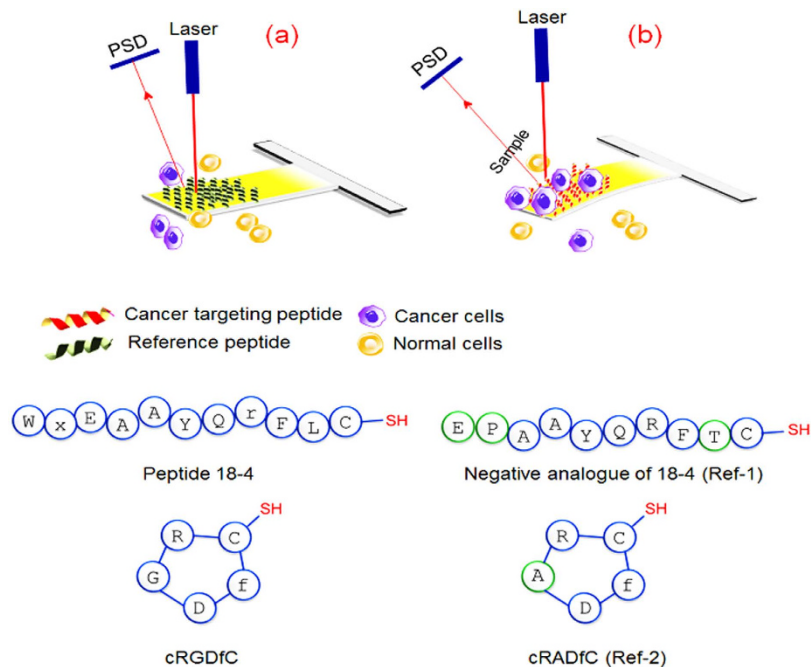 (a)
PSD
Laser
(b)
PSD
Laser
Sample
Cancer targeting peptide
Cancer cells
Reference peptide
Normal cells
W x E A A Y Q r F L C SH
E P A A Y Q R F T C SH
Peptide 18-4
Negative analogue of 18-4 (Ref-1)
SH
R C
G f
D
SH
R C
A f
D
cRGDfC
cRADfC (Ref-2)